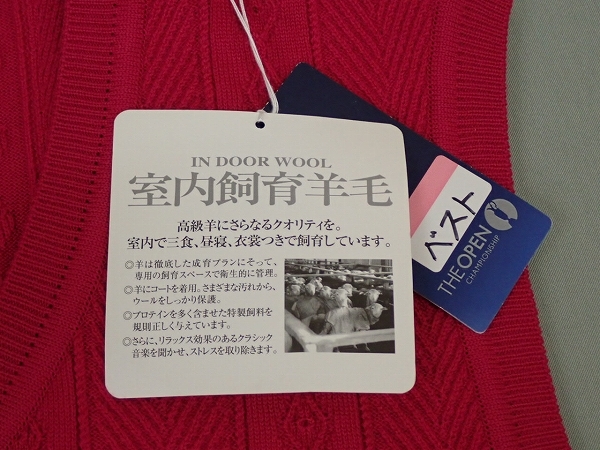 IN DOOR WOOL
室内飼育羊毛
高級羊にさらなるクオリティを。
室内で三食、昼寝、衣裳つきで飼育しています。
◎羊は徹底した成育プランにそって、
専用の飼育スペースで衛生的に管理。
◎羊にコートを着用。さまざまな汚れから、
ウールをしっかり保護。
◎プロテインを多く含ませた特製飼料を
規則正しく与えています。
◎さらに、リラックス効果のあるクラシック
音楽を聞かせ、ストレスを取り除きます。
ベスト
THE OPEN
CHAMPIONSHIP